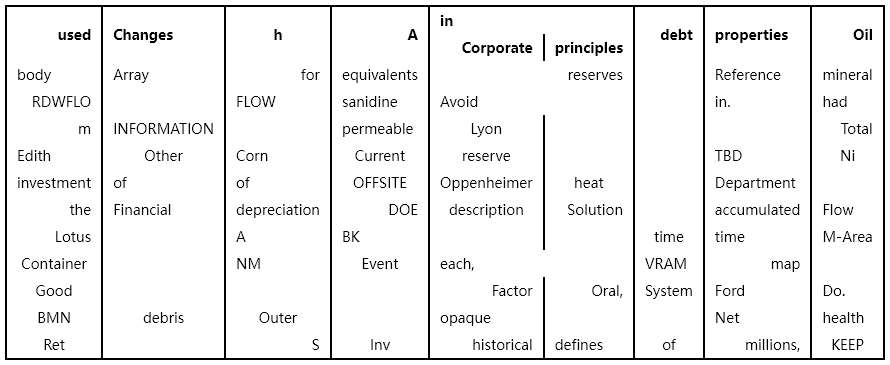 used Changes h A in debt properties Oil
Corporate principles
body Array for equivalents reserves Reference mineral
RDWFLO FLOW sanidine Avoid in. had
m INFORMATION permeable Lyon Total
Edith Other Corn Current reserve TBD Ni
investment of of OFFSITE Oppenheimer heat Department
the Financial depreciation DOE description Solution accumulated Flow
Lotus A BK time time M-Area
Container NM Event each, VRAM map
Good Factor Oral, System Ford Do.
BMN debris Outer opaque Net health
Ret S Inv historical defines of millions, KEEP